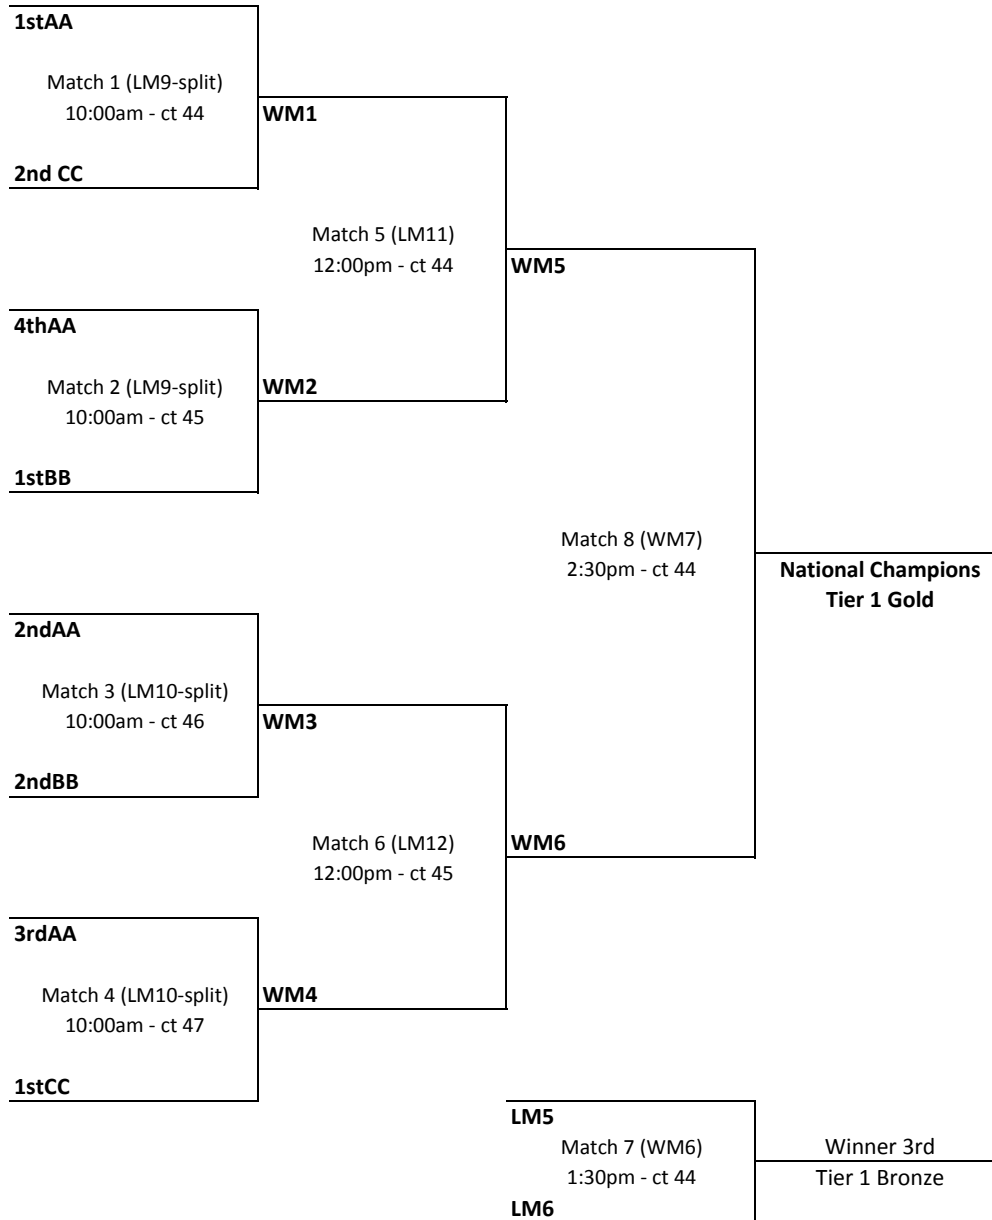 1stAA
Match 1 (LM9-split)
10:00am - ct 44
WM1
2nd CC
Match 5 (LM11)
12:00pm - ct 44
WM5
4thAA
Match 2 (LM9-split)
10:00am - ct 45
WM2
1stBB
Match 8 (WM7)
2:30pm - ct 44
National Champions
Tier 1 Gold
2ndAA
Match 3 (LM10-split)
10:00am - ct 46
WM3
2ndBB
Match 6 (LM12)
12:00pm - ct 45
WM6
3rdAA
Match 4 (LM10-split)
10:00am - ct 47
WM4
1stCC
LM5
Match 7 (WM6)
1:30pm - ct 44
LM6
Winner 3rd
Tier 1 Bronze